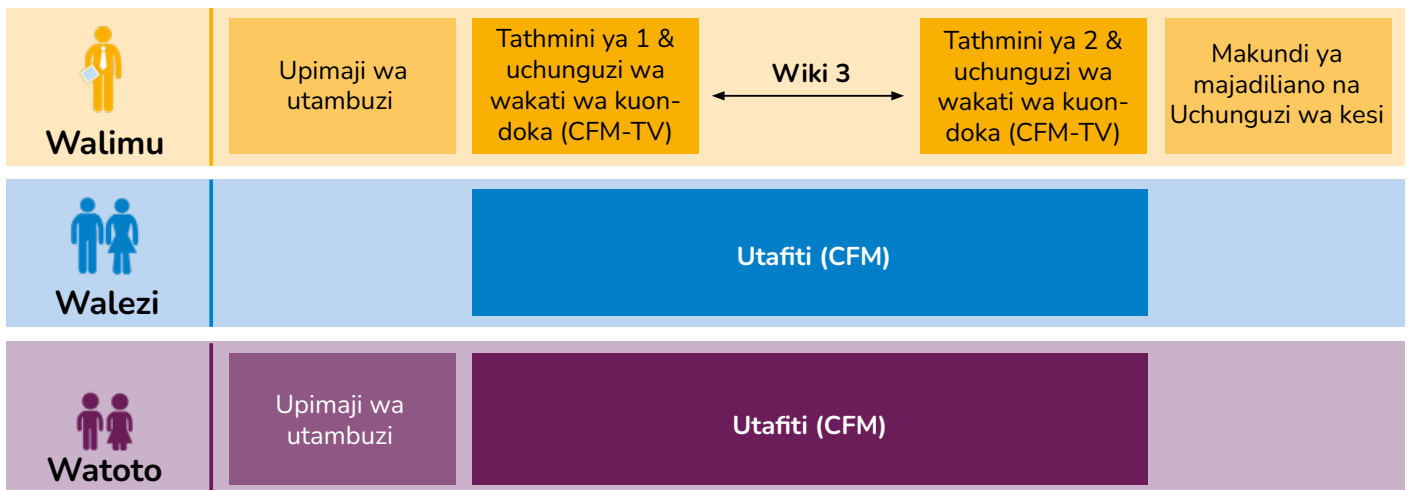 Walimu
Upimaji wa
utambuzi
Tathmini ya 1 &
uchunguzi wa
wakati wa kuon-
doka (CFM-TV)
Wiki 3
Tathmini ya 2 &
uchunguzi wa
wakati wa kuon-
doka (CFM-TV)
Makundi ya
majadiliano na
Uchunguzi wa kesi
Walezi
Utafiti (CFM)
Watoto
Upimaji wa
utambuzi
Utafiti (CFM)